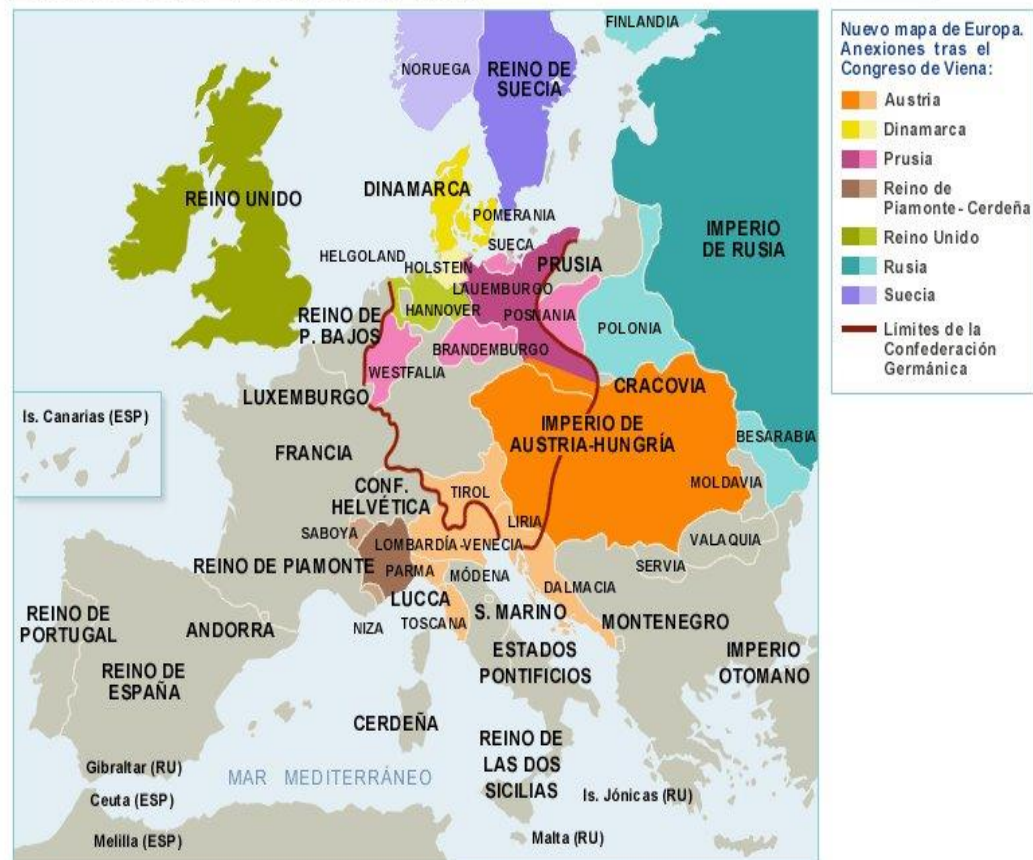 FINLANDIA
NORUEGA
REINO DE
SUECIA
REINO UNIDO
DINAMARCA
POMERANIA
SUECA
IMPERIO
DE RUSIA
HELGOLAND
HOLSTEIN
PRUSIA
LAUEMBURGO
HANNOVER
POSNANIA
REINO DE
P. BAJOS
POLONIA
BRANDEMBURGO
WESTFALIA
CRACOVIA
LUXEMBURGO
Is. Canarias (ESP)
IMPERIO DE
AUSTRIA-HUNGRÍA
BESARABIA
FRANCIA
MOLDAVIA
CONF.
HELVÉTICA
TIROL
LIRIA
SABOYA
LOMBARDÍA-VENECIA
VALAQUIA
SERVIA
REINO DE PIAMONTE
PARMA
MÓDENA
DALMACIA
LUCCA
S. MARINO
MONTENEGRO
REINO DE
PORTUGAL
ANDORRA
NIZA
TOSCANA
ESTADOS
PONTIFICIOS
IMPERIO
OTOMANO
REINO DE
ESPAÑA
CERDEÑA
REINO DE
LAS DOS
SICILIAS
Gibraltar (RU)
MAR MEDITERRÁNEO
Ceuta (ESP)
Is. Jónicas (RU)
Melilla (ESP)
Malta (RU)
Nuevo mapa de Europa.
Anexiones tras el
Congreso de Viena:
Austria
Dinamarca
Prusia
Reino de
Piamonte-Cerdeña
Reino Unido
Rusia
Suecia
Límites de la
Confederación
Germánica